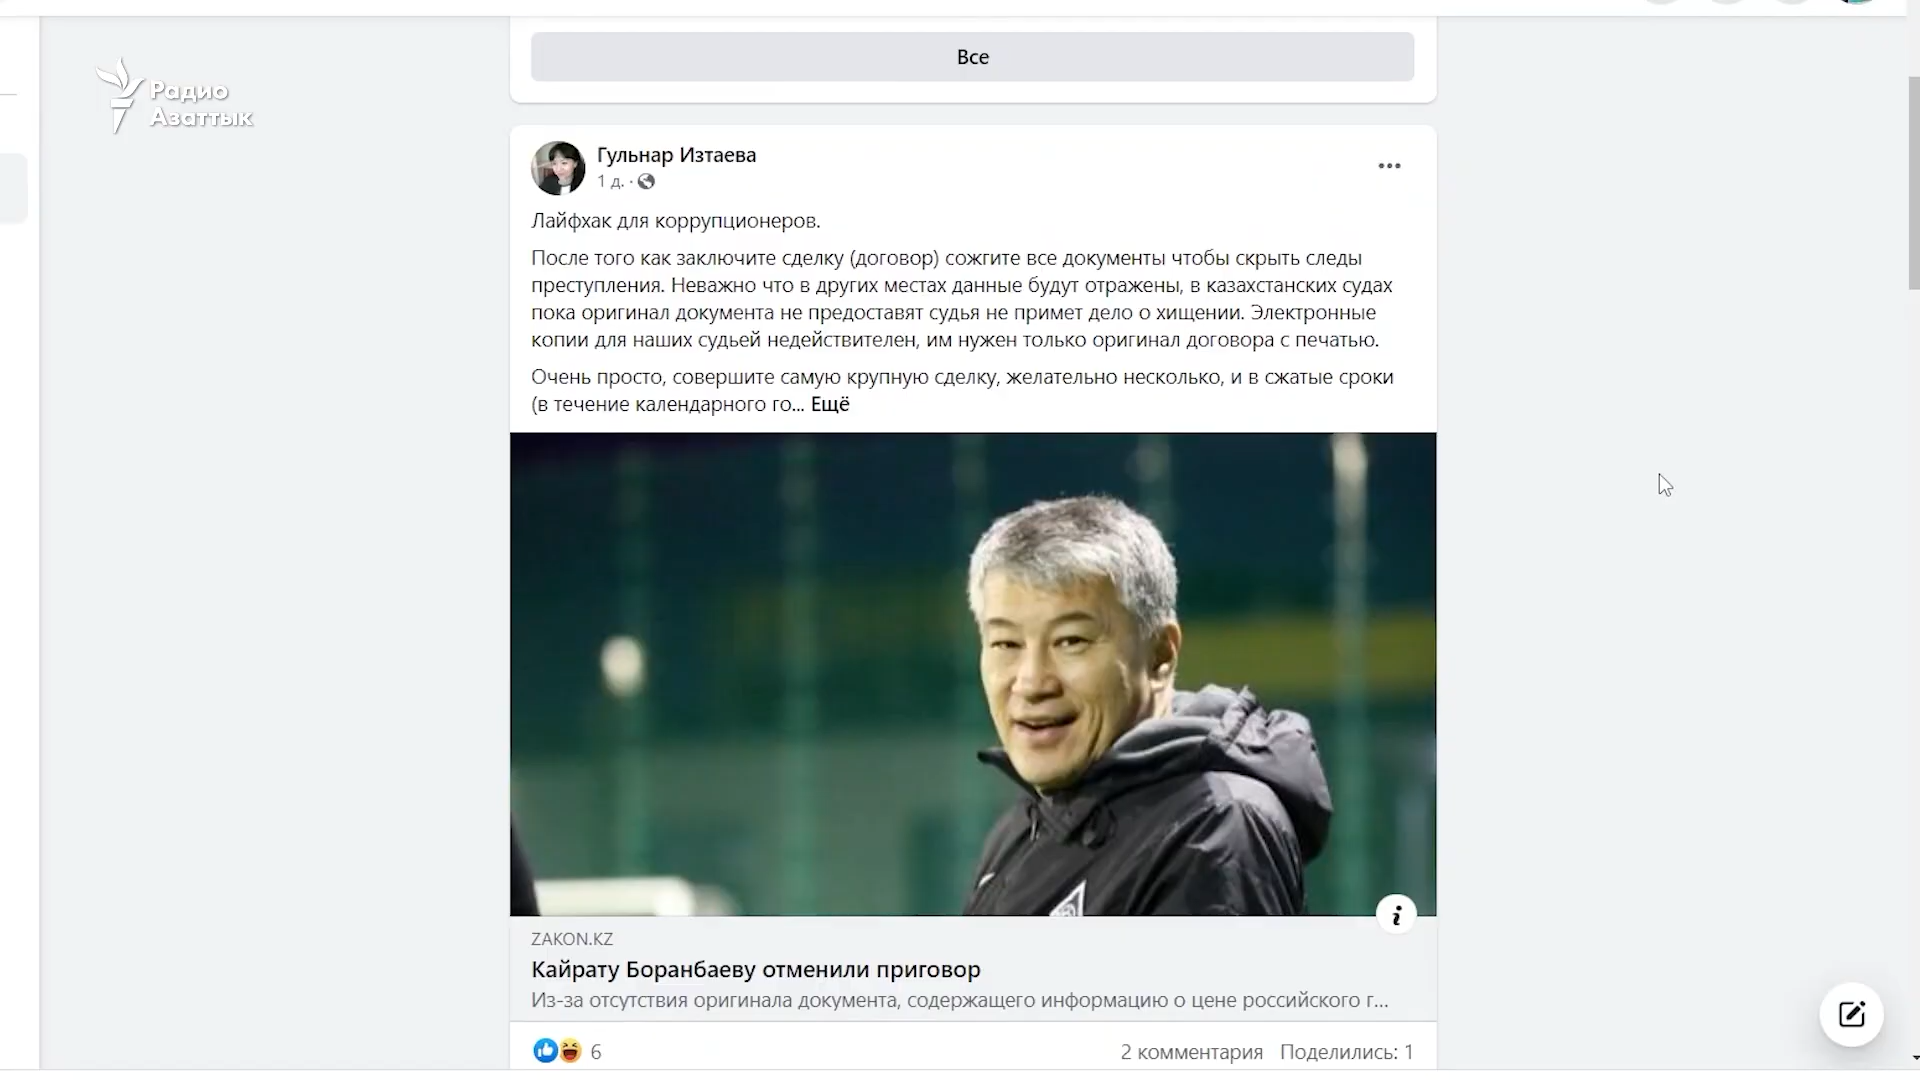 Все
Радио
Азаттык
Гульнар Изтаева
1 д. ·
Лайфхак для коррупционеров.
После того как заключите сделку (договор) сожгите все документы чтобы скрыть следы
преступления. Неважно что в других местах данные будут отражены, в казахстанских судах
пока оригинал документа не предоставят судья не примет дело о хищении. Электронные
копии для наших судьей недействителен, им нужен только оригинал договора с печатью.
Очень просто, совершите самую крупную сделку, желательно несколько, и в сжатые сроки
(в течение календарного го... Ещё
ZAKON.KZ
Кайрату Боранбаеву отменили приговор
Из-за отсутствия оригинала документа, содержащего информацию о цене российского г...
6
2 комментария Поделились: 1